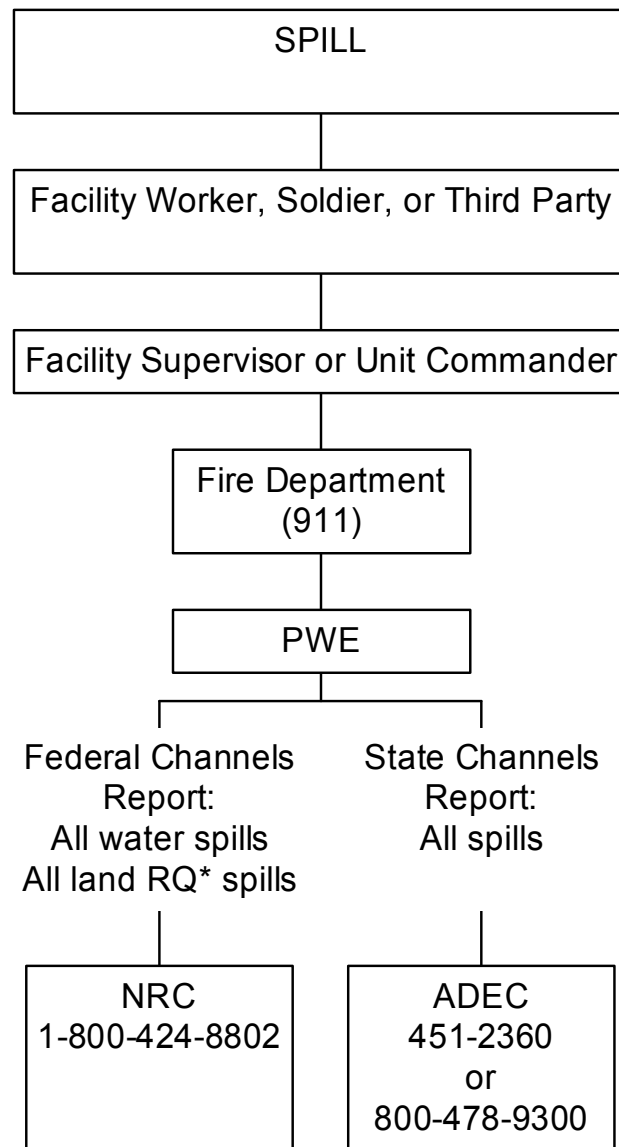 SPILL
Facility Worker, Soldier, or Third Party
Facility Supervisor or Unit Commander
Fire Department
(911)
PWE
Federal Channels
Report:
All water spills
All land RQ* spills
State Channels
Report:
All spills
NRC
1-800-424-8802
ADEC
451-2360
or
800-478-9300